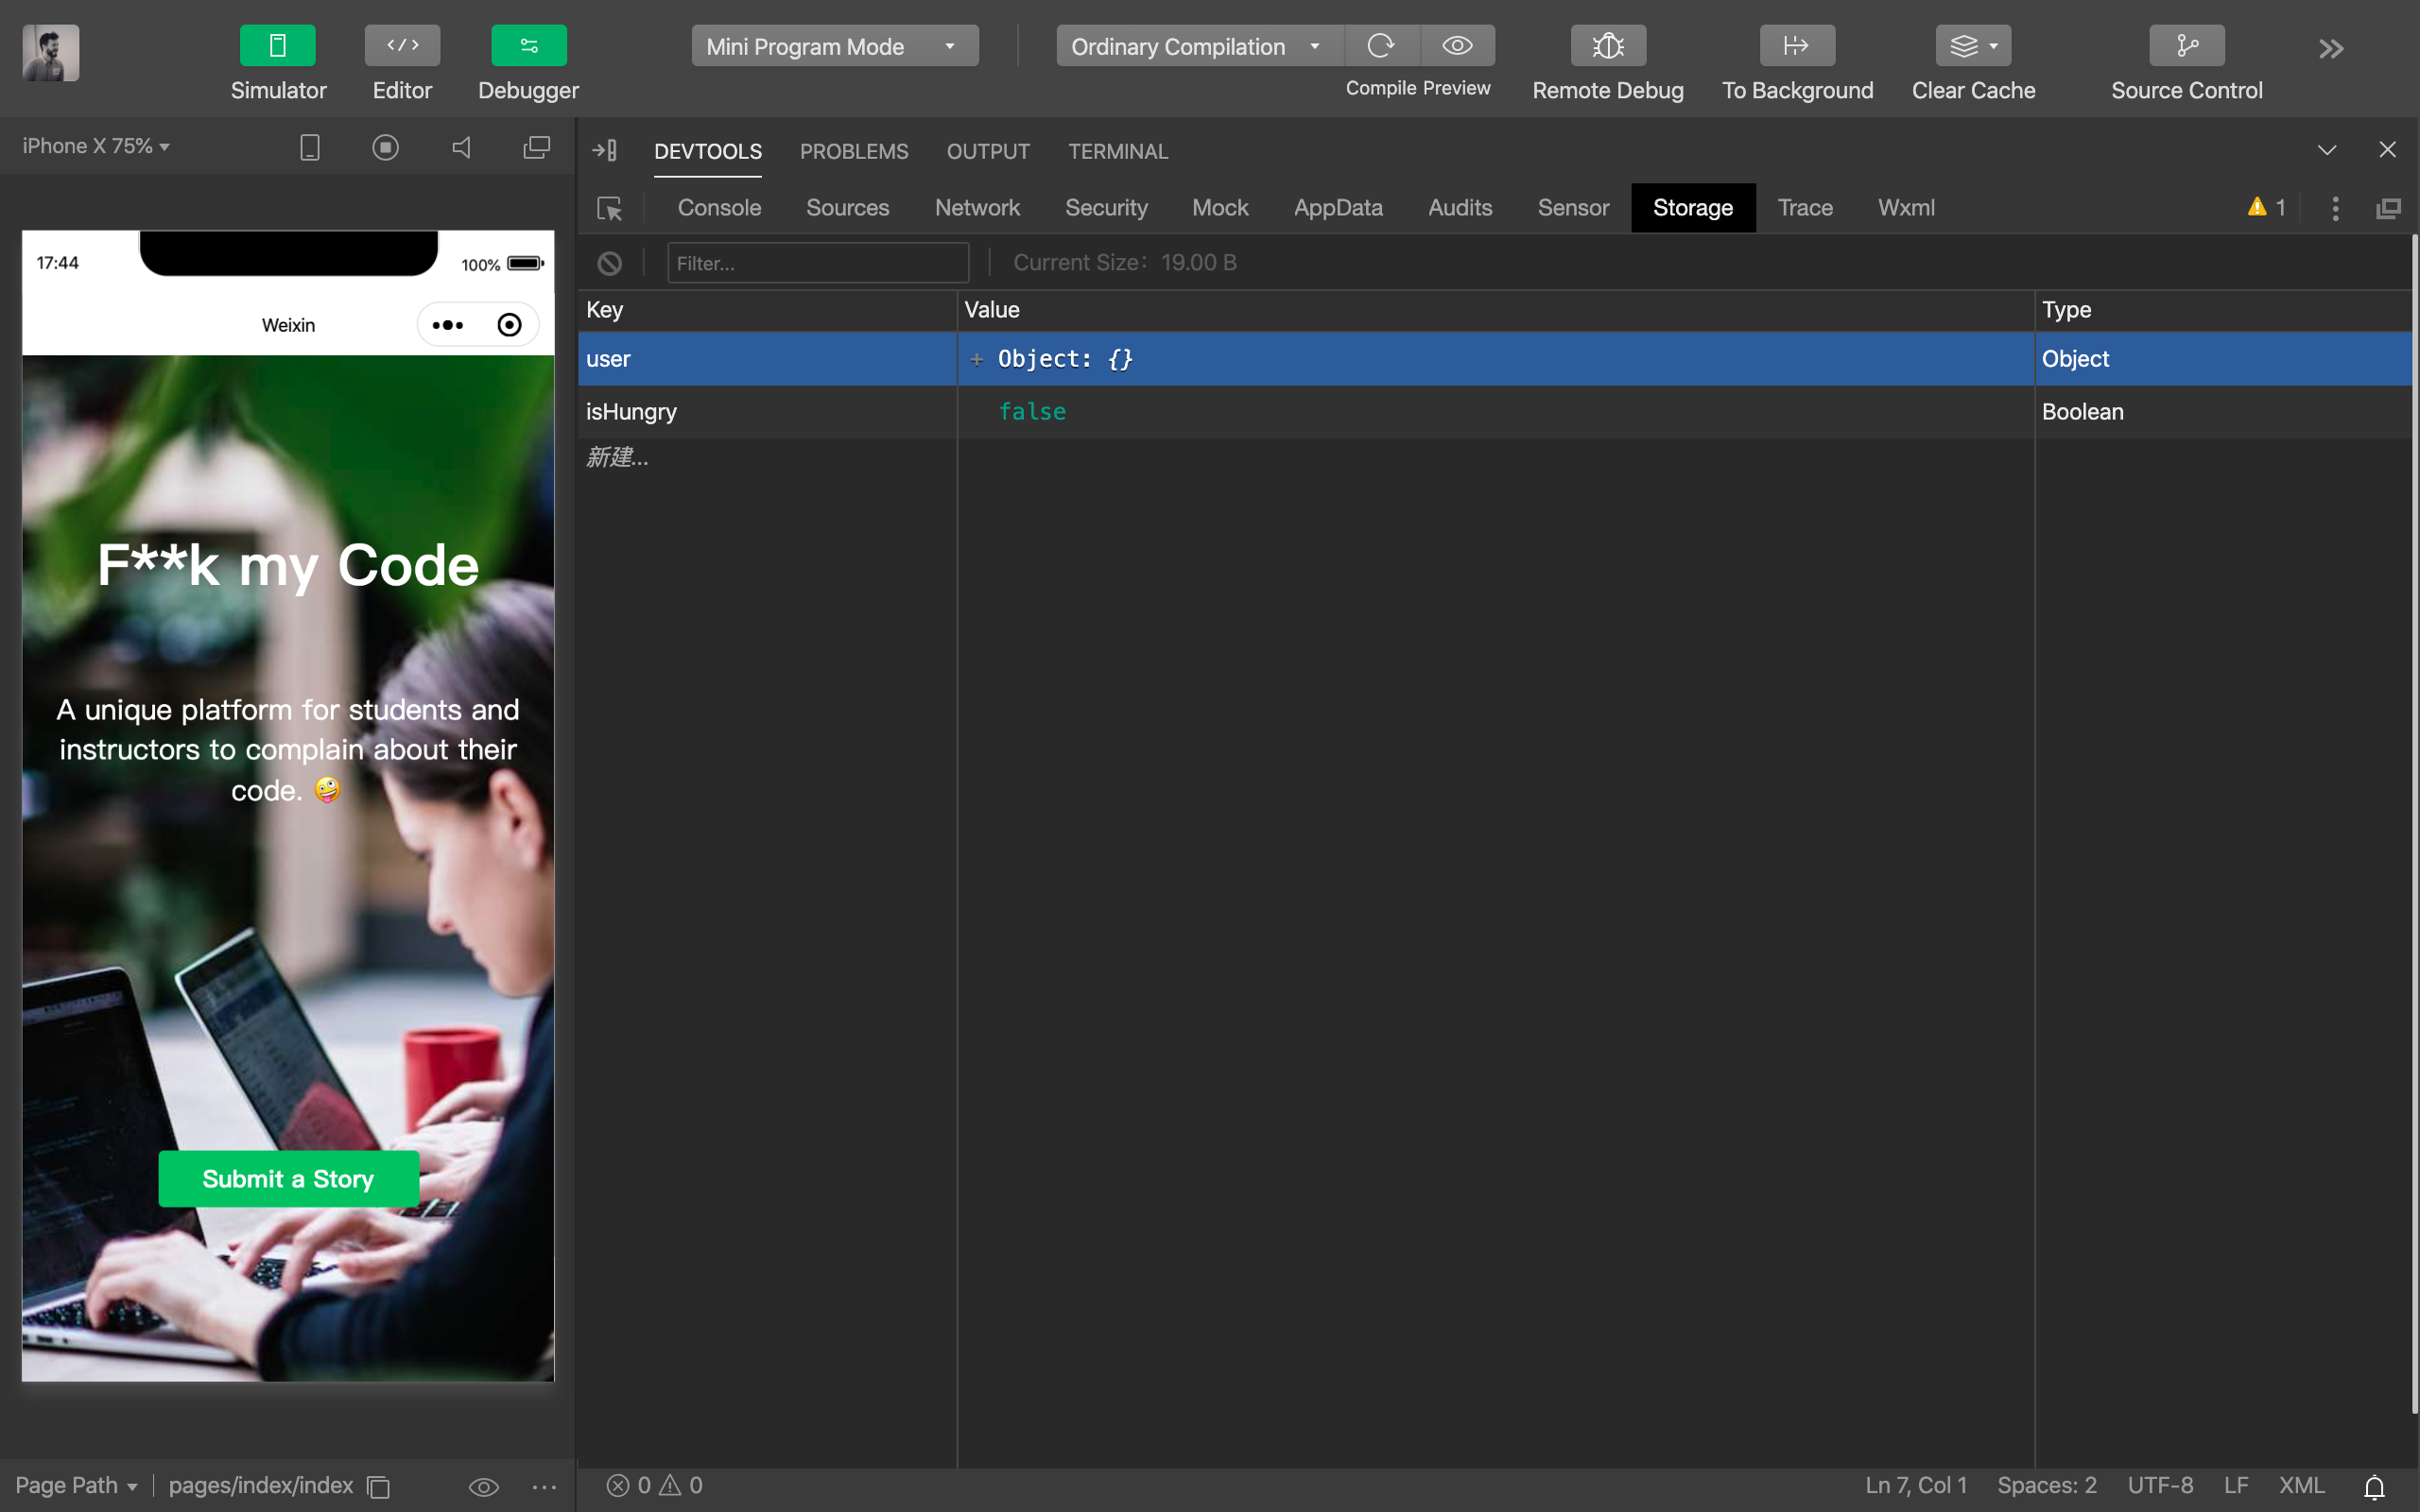 Simulator
Editor
Debugger
Mini Program Mode
Ordinary Compilation
Compile Preview
Remote Debug
To Background
Clear Cache
Source Control
iPhone X 75%
DEVTOOLS PROBLEMS OUTPUT TERMINAL
Console Sources Network Security Mock AppData Audits Sensor Storage Trace Wxml 1
Filter...
Current Size: 19.00 B
Key Value Type
user + Object: {} Object
isHungry false Boolean
新建...
17:44 100%
Weixin
F**k my Code
A unique platform for students and
instructors to complain about their
code. 🤪
Submit a Story
Page Path pages/index/index
0 0
Ln 7, Col 1 Spaces: 2 UTF-8 LF XML